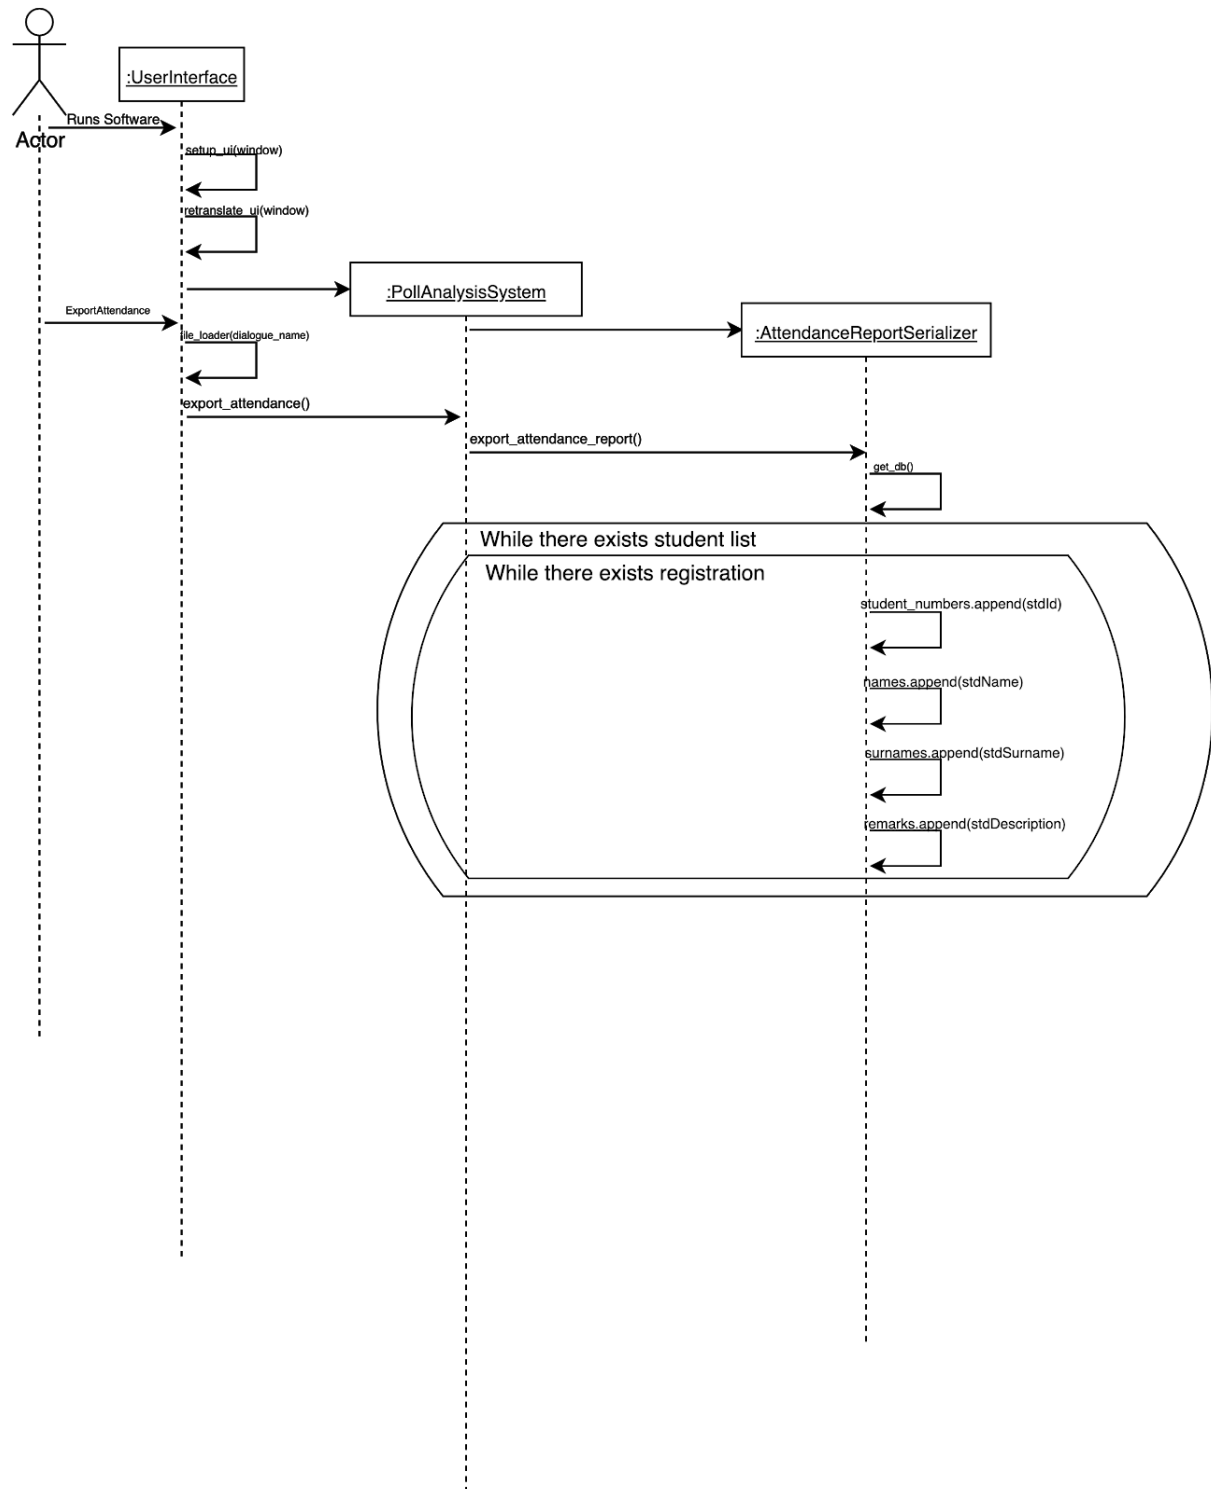 :UserInterface
Runs Software
Actor
setup_ui(window)
retranslate_ui(window)
:PollAnalysisSystem
ExportAttendance
:AttendanceReportSerializer
file_loader(dialogue_name)
export_attendance()
export_attendance_report()
get_db()
While there exists student list
While there exists registration
student_numbers.append(stdId)
names.append(stdName)
surnames.append(stdSurname)
remarks.append(stdDescription)